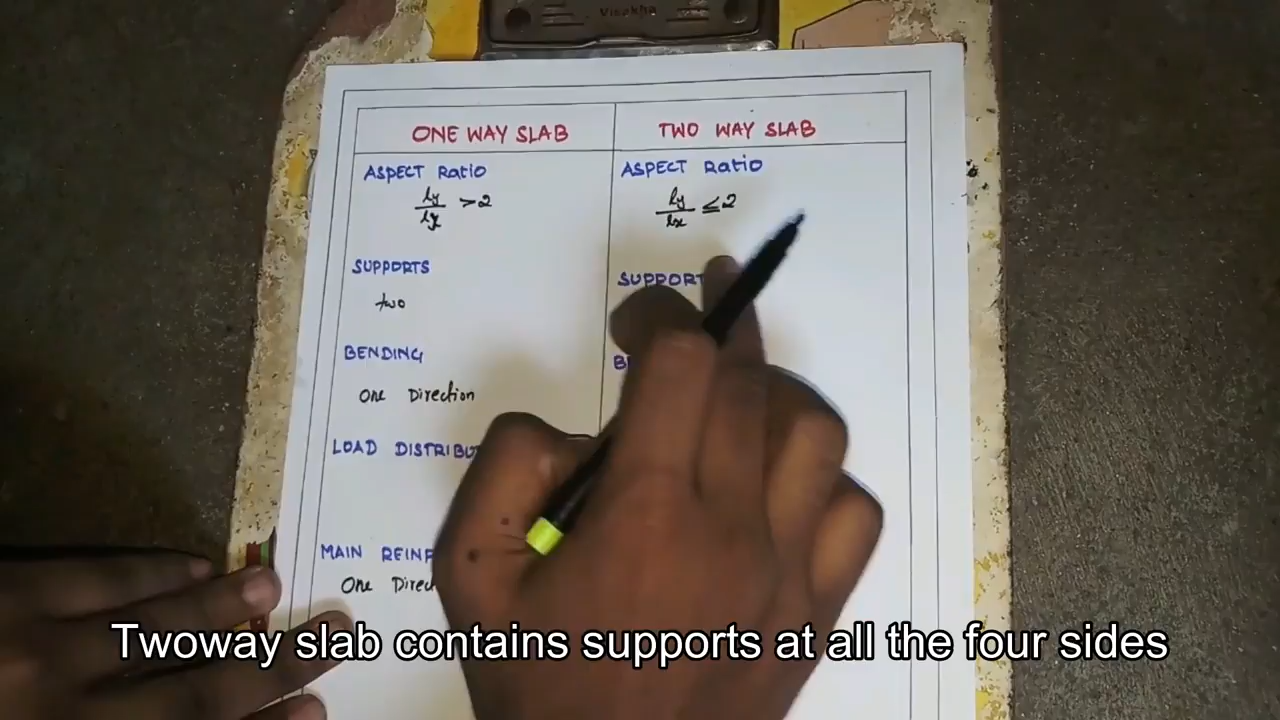 Visakha
ONE WAY SLAB
TWO WAY SLAB
ASPECT Ratio
ly
lx
>2
ASPECT Ratio
ly
lx
≤2
SUPPORTS
two
SUPPORT
BENDING
One Direction
LOAD DISTRIBU
MAIN REINF
One Direc
Twoway slab contains supports at all the four sides